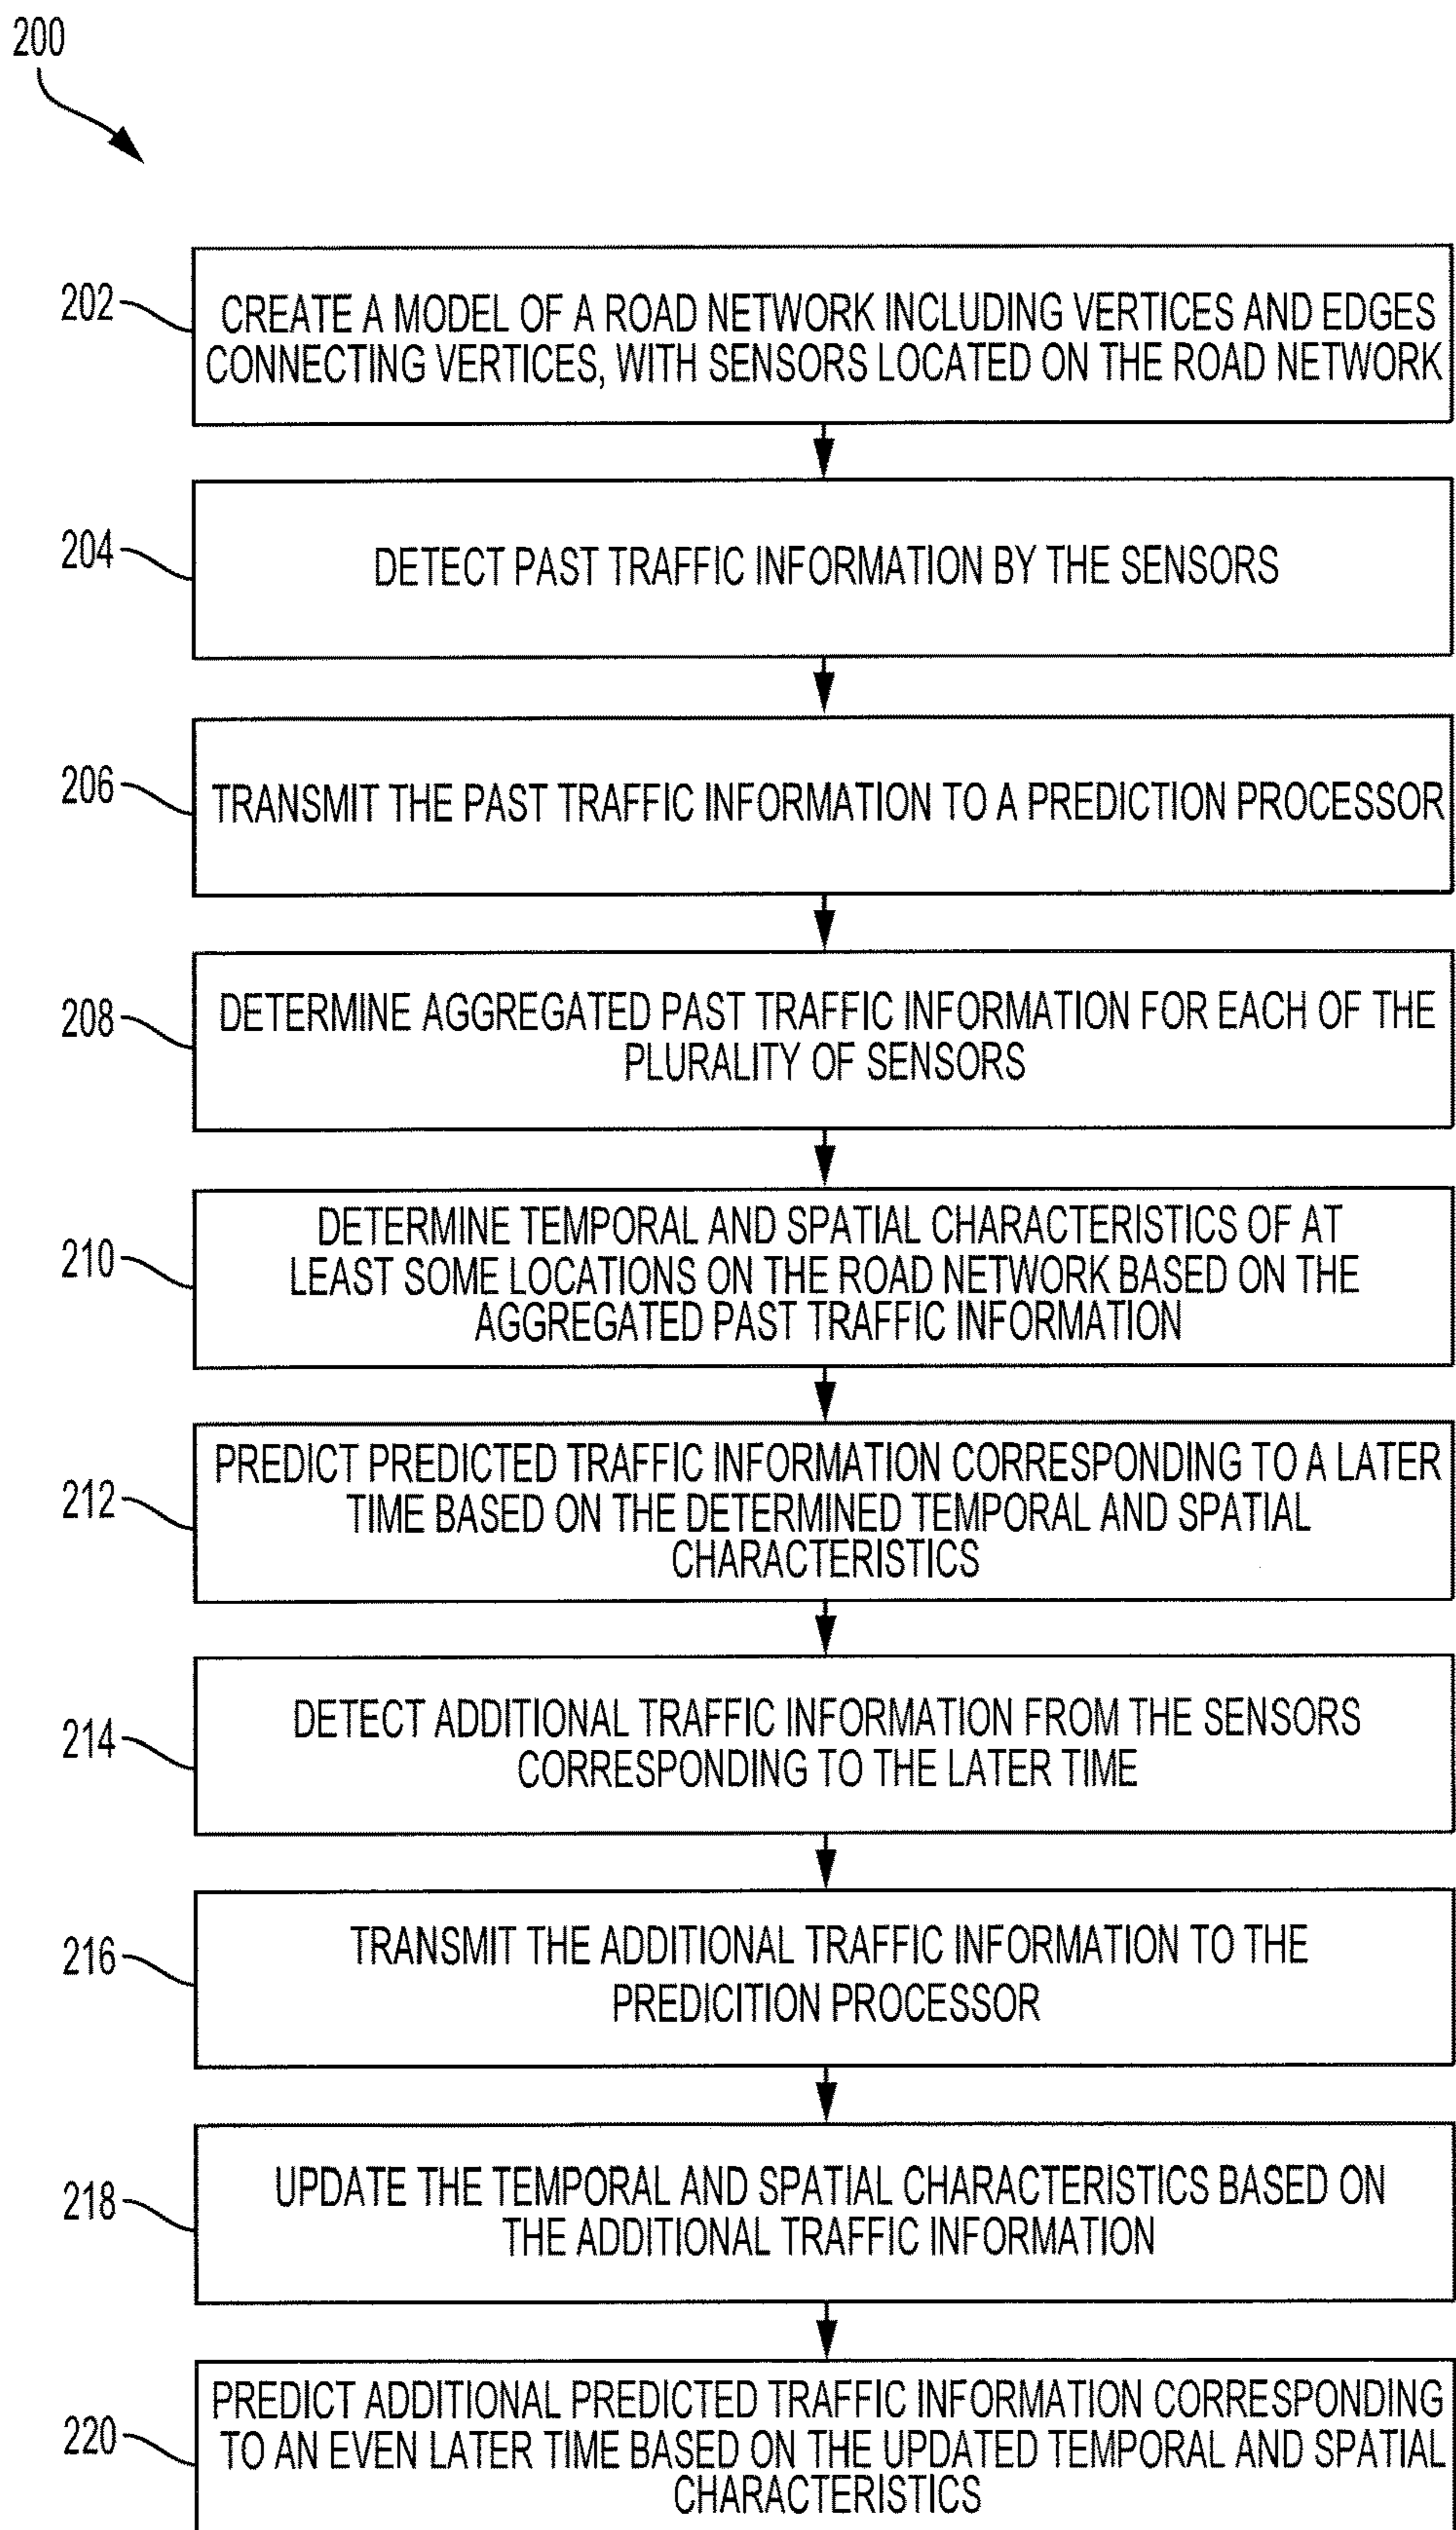 200
202
CREATE A MODEL OF A ROAD NETWORK INCLUDING VERTICES AND EDGES
CONNECTING VERTICES, WITH SENSORS LOCATED ON THE ROAD NETWORK
204
DETECT PAST TRAFFIC INFORMATION BY THE SENSORS
206
TRANSMIT THE PAST TRAFFIC INFORMATION TO A PREDICTION PROCESSOR
208
DETERMINE AGGREGATED PAST TRAFFIC INFORMATION FOR EACH OF THE
PLURALITY OF SENSORS
210
DETERMINE TEMPORAL AND SPATIAL CHARACTERISTICS OF AT
LEAST SOME LOCATIONS ON THE ROAD NETWORK BASED ON THE
AGGREGATED PAST TRAFFIC INFORMATION
212
PREDICT PREDICTED TRAFFIC INFORMATION CORRESPONDING TO A LATER
TIME BASED ON THE DETERMINED TEMPORAL AND SPATIAL
CHARACTERISTICS
214
DETECT ADDITIONAL TRAFFIC INFORMATION FROM THE SENSORS
CORRESPONDING TO THE LATER TIME
216
TRANSMIT THE ADDITIONAL TRAFFIC INFORMATION TO THE
PREDICITION PROCESSOR
218
UPDATE THE TEMPORAL AND SPATIAL CHARACTERISTICS BASED ON
THE ADDITIONAL TRAFFIC INFORMATION
220
PREDICT ADDITIONAL PREDICTED TRAFFIC INFORMATION CORRESPONDING
TO AN EVEN LATER TIME BASED ON THE UPDATED TEMPORAL AND SPATIAL
CHARACTERISTICS